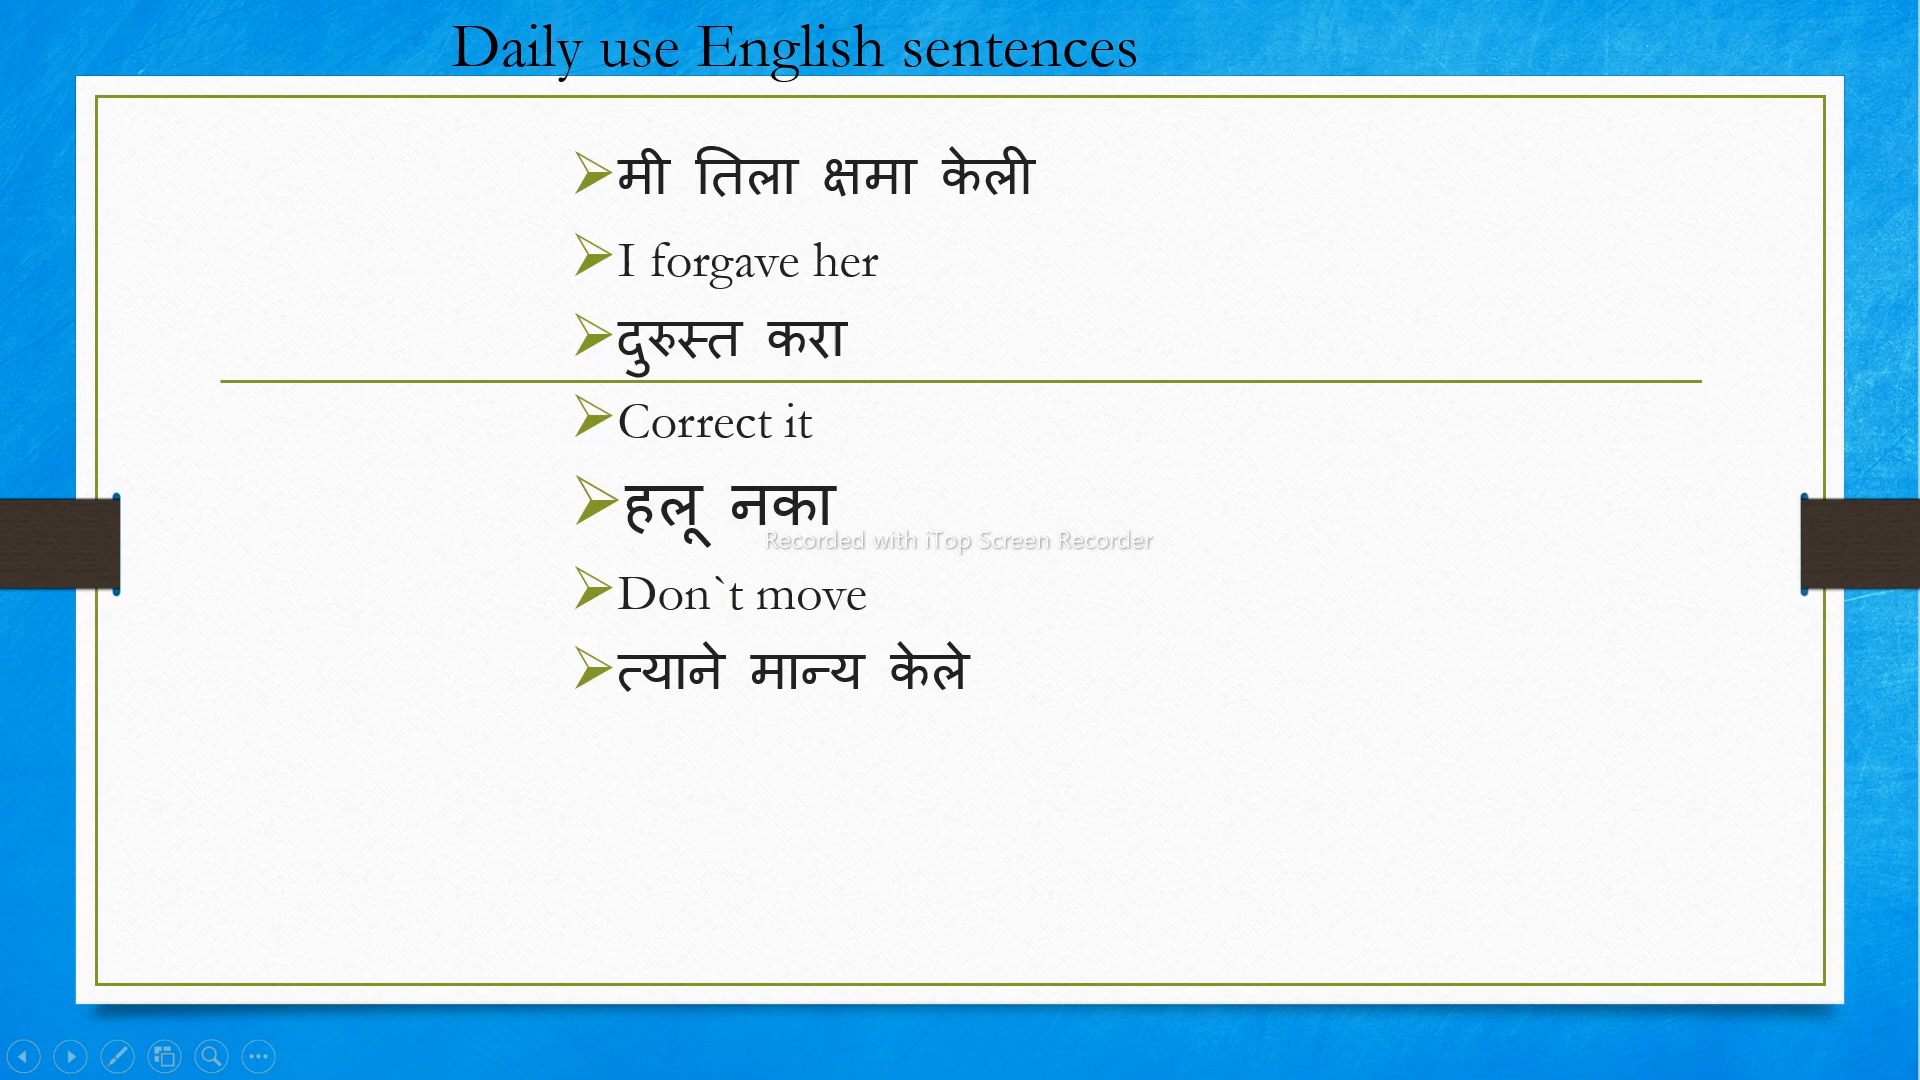 Daily use English sentences
मी तिला क्षमा केली
I forgave her
दुरुस्त करा
Correct it
हलू नका
Recorded with iTop Screen Recorder
Don`t move
त्याने मान्य केले